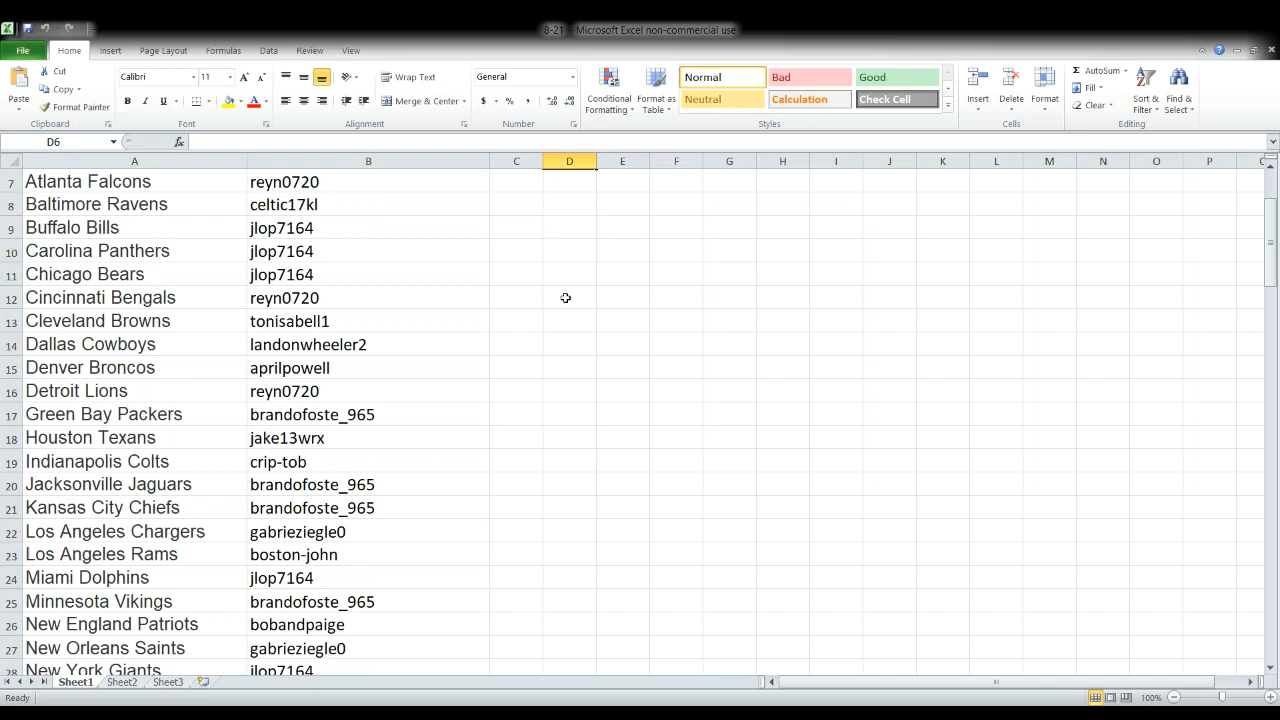 8-21 - Microsoft Excel non-commercial use
File Home Insert Page Layout Formulas Data Review View
Cut
Copy
Format Painter
Paste
Clipboard
Calibri 11
B I U
Font
Wrap Text
Merge & Center
Alignment
General
$ %
Number
Conditional Formatting
Format as Table
Normal Bad Good
Neutral Calculation Check Cell
Styles
Insert Delete Format
Cells
AutoSum
Fill
Clear
Sort & Filter
Find & Select
Editing
D6 fx
A B C D E F G H I J K L M N O P
7 Atlanta Falcons reyn0720
8 Baltimore Ravens celtic17kl
9 Buffalo Bills jlop7164
10 Carolina Panthers jlop7164
11 Chicago Bears jlop7164
12 Cincinnati Bengals reyn0720
13 Cleveland Browns tonisabell1
14 Dallas Cowboys landonwheeler2
15 Denver Broncos aprilpowell
16 Detroit Lions reyn0720
17 Green Bay Packers brandofoste_965
18 Houston Texans jake13wrx
19 Indianapolis Colts crip-tob
20 Jacksonville Jaguars brandofoste_965
21 Kansas City Chiefs brandofoste_965
22 Los Angeles Chargers gabrieziegle0
23 Los Angeles Rams boston-john
24 Miami Dolphins jlop7164
25 Minnesota Vikings brandofoste_965
26 New England Patriots bobandpaige
27 New Orleans Saints gabrieziegle0
28 New York Giants jlop7164
Sheet1 Sheet2 Sheet3
Ready 100%